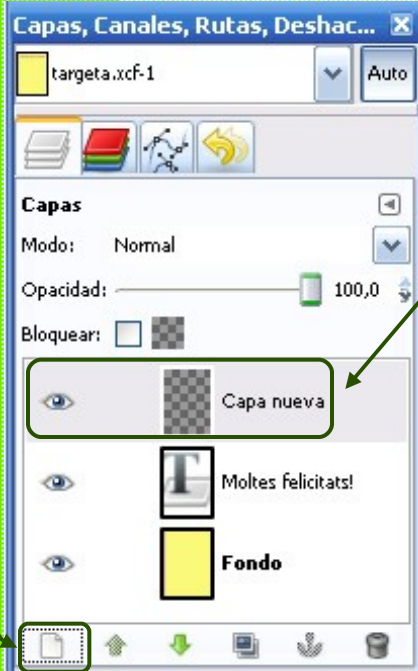 Capas, Canales, Rutas, Deshac...
targeta.xcf-1
Auto
Capas
Modo: Normal
Opacidad: 100,0
Bloquear:
Capa nueva
Moltes felicitats!
Fondo